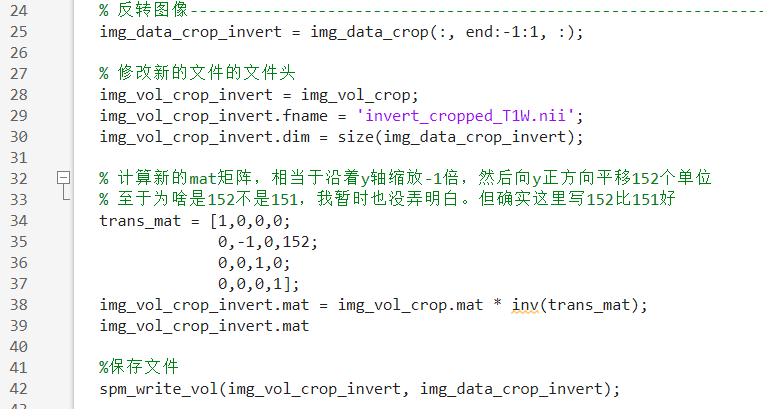 24 % 反转图像---------------------------------------------------------------
25 img_data_crop_invert = img_data_crop(:, end:-1:1, :);
26
27 % 修改新的文件的文件头
28 img_vol_crop_invert = img_vol_crop;
29 img_vol_crop_invert.fname = 'invert_cropped_T1W.nii';
30 img_vol_crop_invert.dim = size(img_data_crop_invert);
31
32 % 计算新的mat矩阵，相当于沿着y轴缩放-1倍，然后向y正方向平移152个单位
33 % 至于为啥是152不是151，我暂时也没弄明白。但确实这里写152比151好
34 trans_mat = [1,0,0,0;
35 0,-1,0,152;
36 0,0,1,0;
37 0,0,0,1];
38 img_vol_crop_invert.mat = img_vol_crop.mat * inv(trans_mat);
39 img_vol_crop_invert.mat
40
41 %保存文件
42 spm_write_vol(img_vol_crop_invert, img_data_crop_invert);